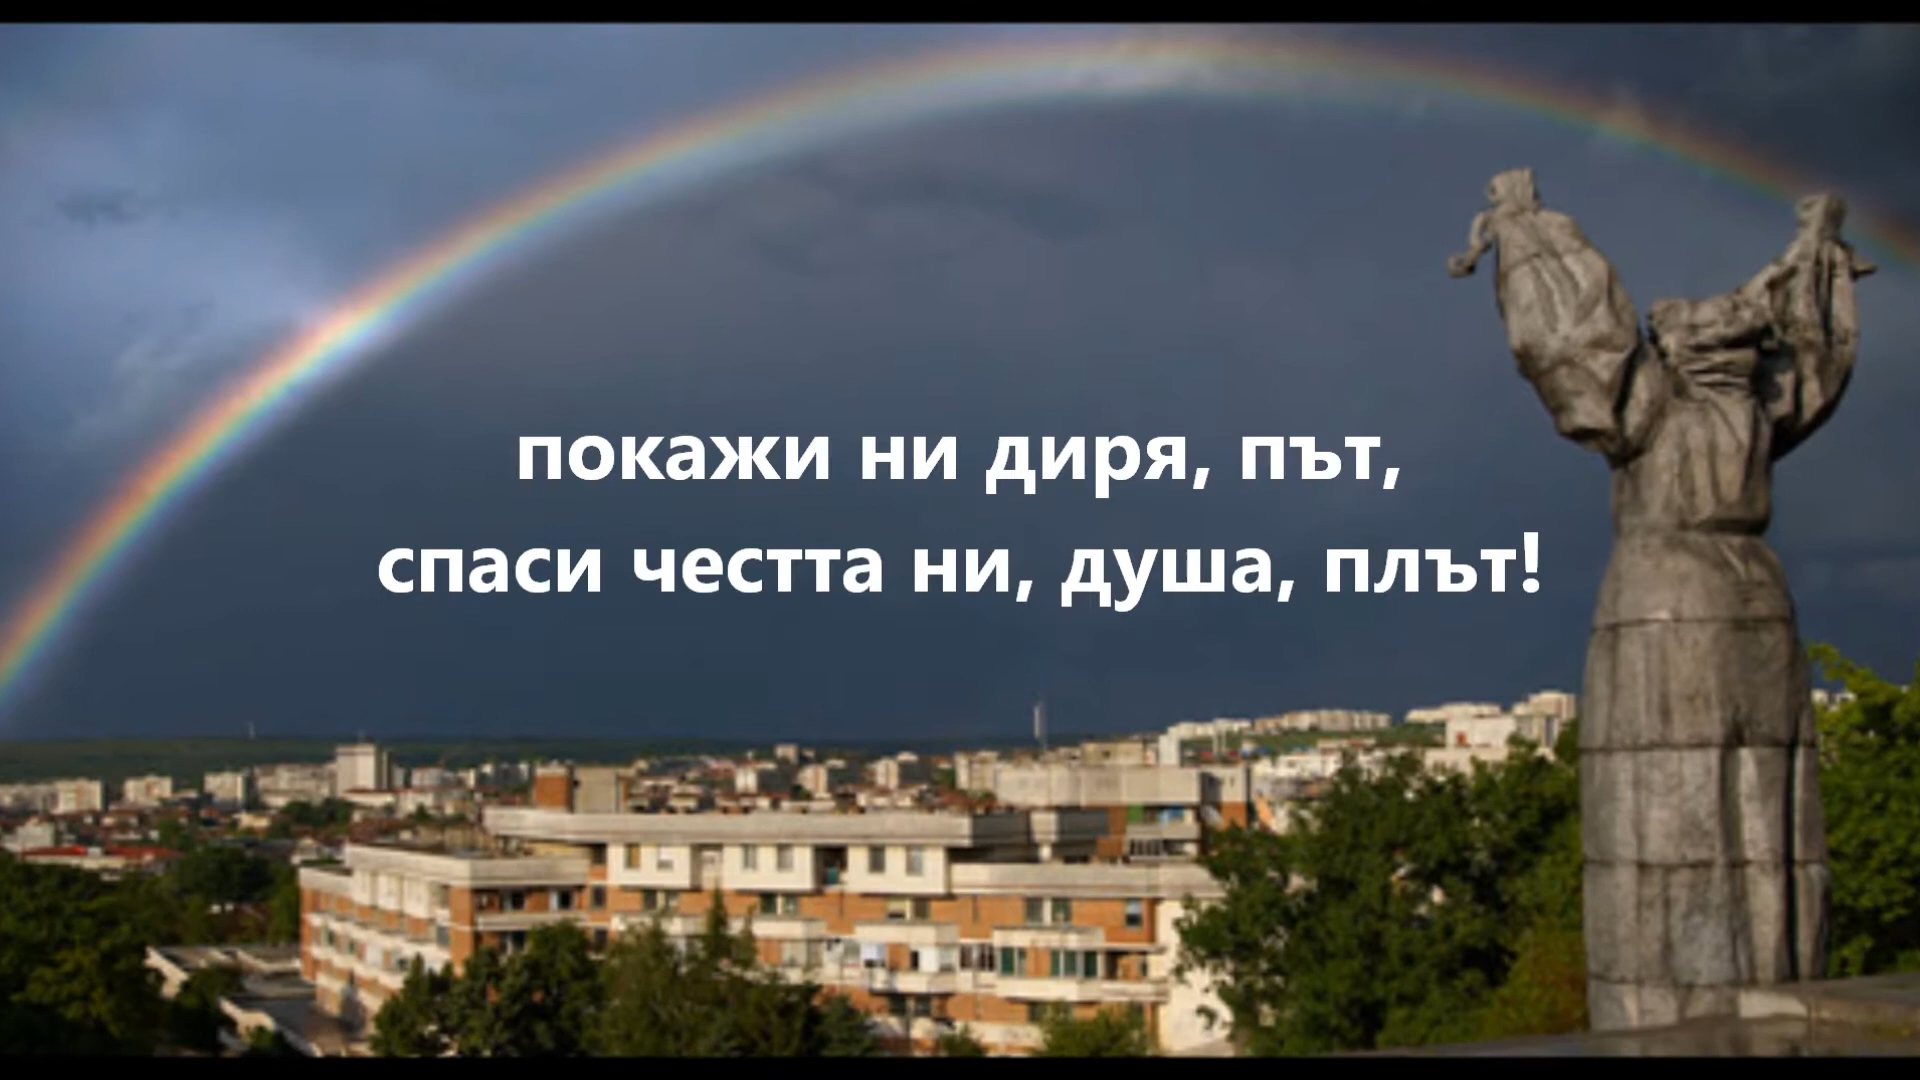 покажи ни диря, път,
спаси честта ни, душа, плът!